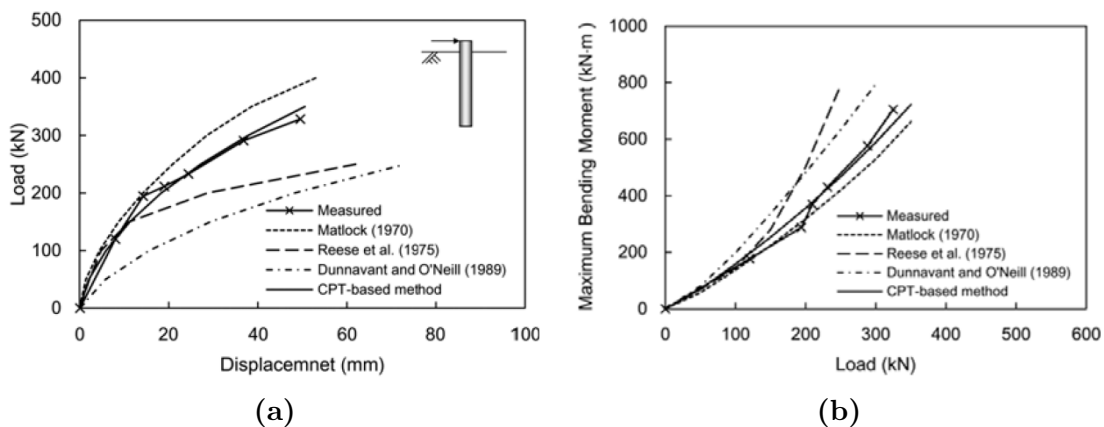 500
400
300
200
100
0
Load (kN)
0 20 40 60 80 100
Displacemnet (mm)
Measured
Matlock (1970)
Reese et al. (1975)
Dunnavant and O'Neill (1989)
CPT-based method
(a)
1000
800
600
400
200
0
Maximum Bending Moment (kN·m)
0 100 200 300 400 500 600
Load (kN)
Measured
Matlock (1970)
Reese et al. (1975)
Dunnavant and O'Neill (1989)
CPT-based method
(b)